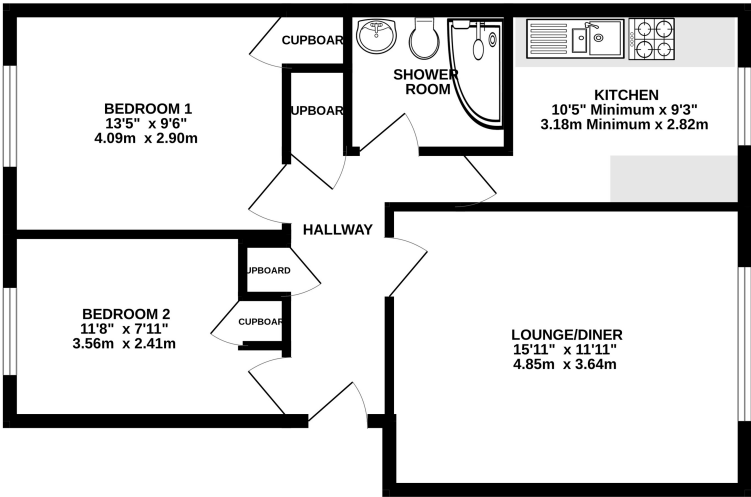 CUPBOAR
BEDROOM 1
13'5" x 9'6"
4.09m x 2.90m
UPBOAR
SHOWER
ROOM
KITCHEN
10'5" Minimum x 9'3"
3.18m Minimum x 2.82m
HALLWAY
UPBOARD
CUPBOAR
BEDROOM 2
11'8" x 7'11"
3.56m x 2.41m
LOUNGE/DINER
15'11" x 11'11"
4.85m x 3.64m